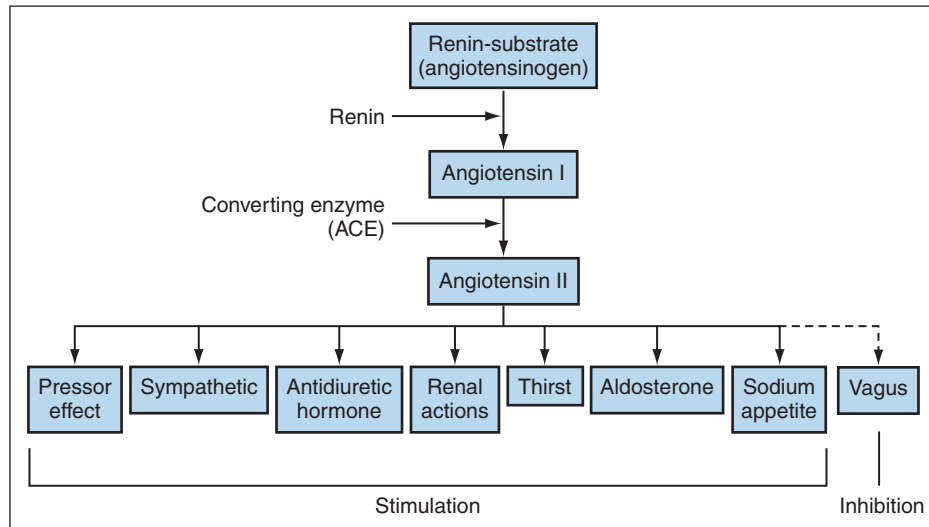 Renin-substrate
(angiotensinogen)
Renin
Angiotensin I
Converting enzyme
(ACE)
Angiotensin II
Pressor
effect
Sympathetic
Antidiuretic
hormone
Renal
actions
Thirst
Aldosterone
Sodium
appetite
Vagus
Stimulation
Inhibition